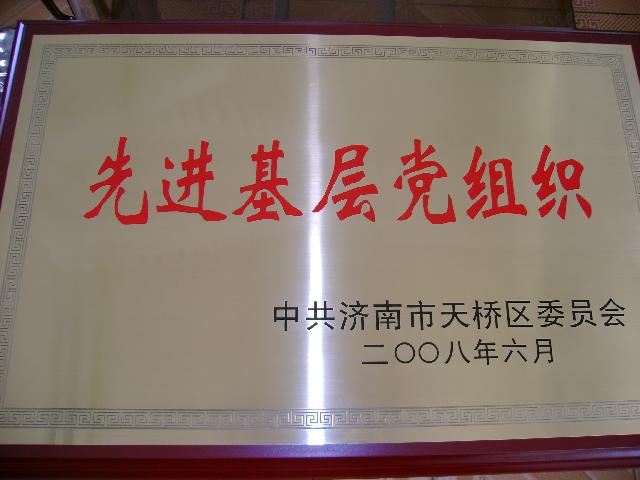 先进基层党组织
中共济南市天桥区委员会
二〇〇八年六月